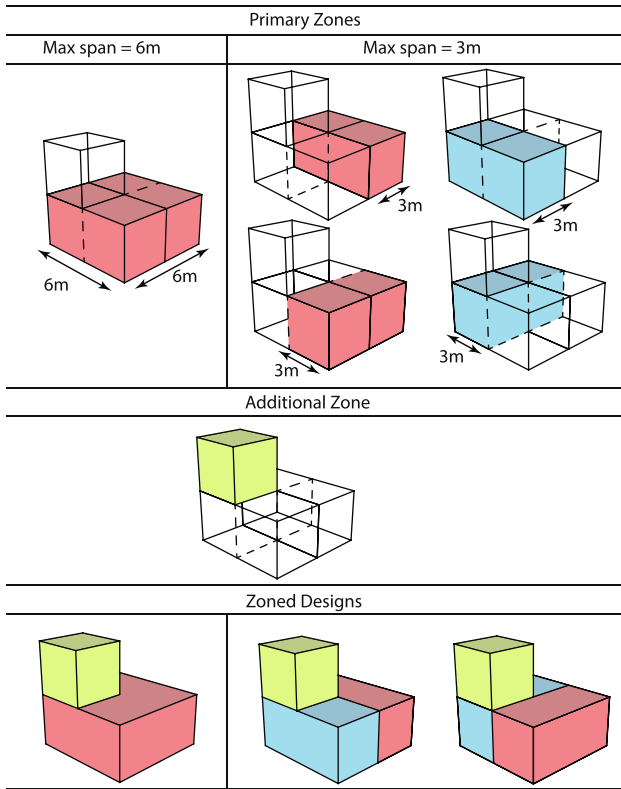 Primary Zones
Max span = 6m
Max span = 3m
3m
3m
6m
6m
3m
3m
Additional Zone
Zoned Designs